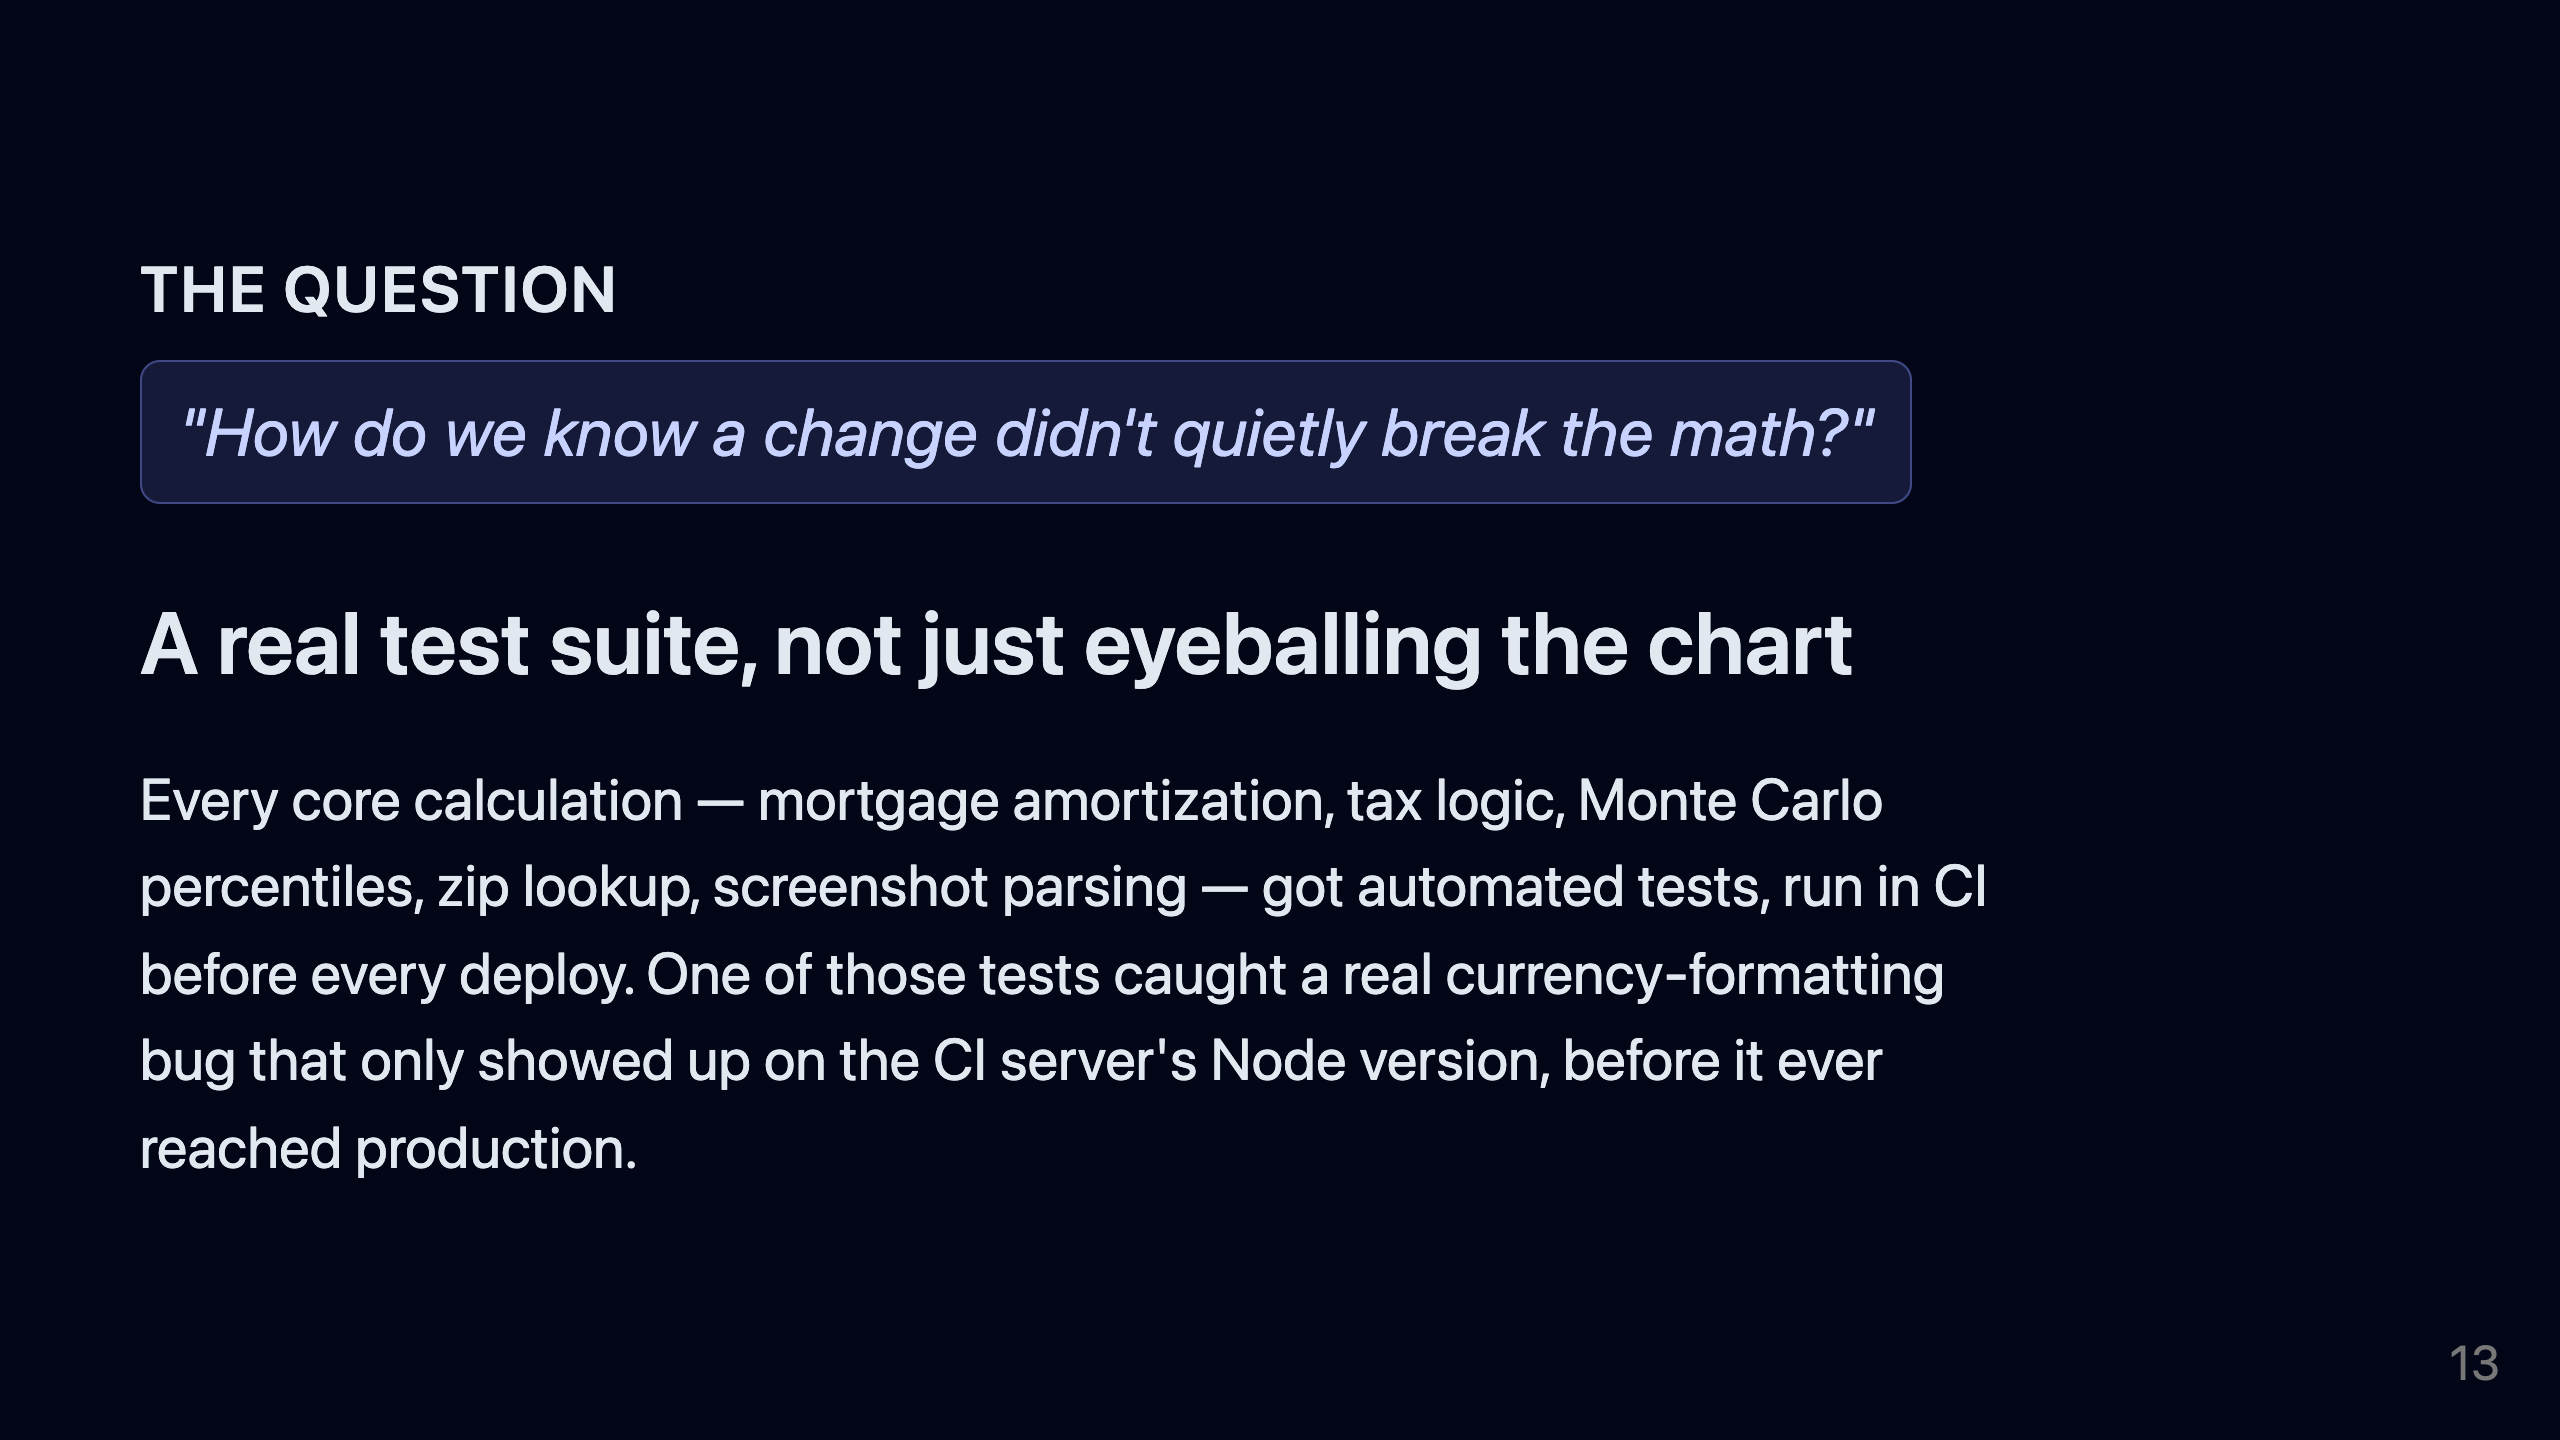 THE QUESTION
"How do we know a change didn't quietly break the math?"
A real test suite, not just eyeballing the chart
Every core calculation — mortgage amortization, tax logic, Monte Carlo
percentiles, zip lookup, screenshot parsing — got automated tests, run in CI
before every deploy. One of those tests caught a real currency-formatting
bug that only showed up on the CI server's Node version, before it ever
reached production.
13